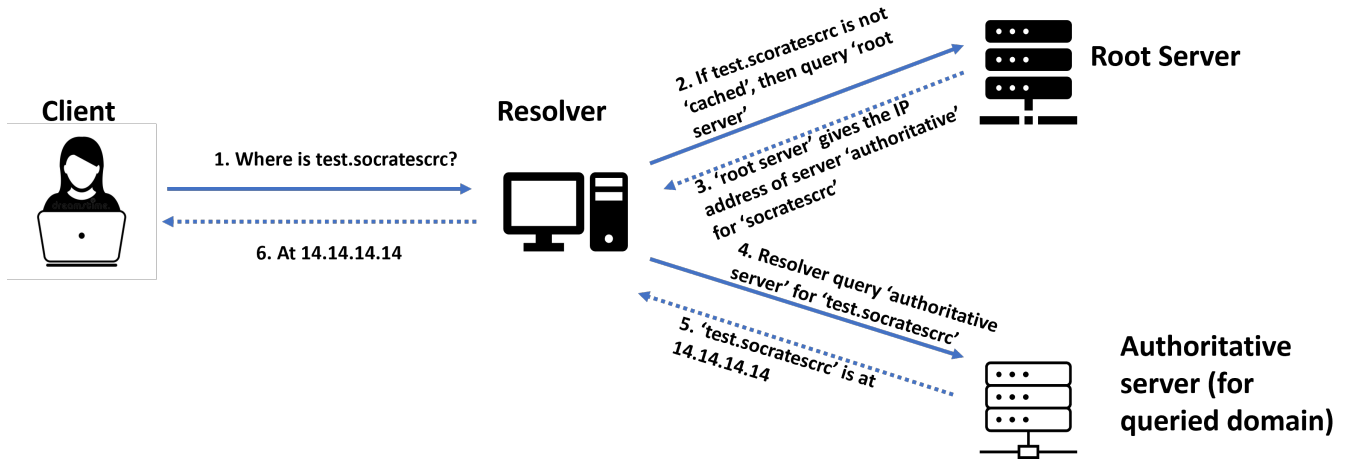 Client
Resolver
Root Server
1. Where is test.socratescrc?
6. At 14.14.14.14
2. If test.scoratescrc is not
‘cached’, then query ‘root
server’
3. ‘root server’ gives the IP
address of server ‘authoritative’
for ‘socratescrc’
4. Resolver query ‘authoritative
server’ for ‘test.socratescrc’
5. ‘test.socratescrc’ is at
14.14.14.14
Authoritative
server (for
queried domain)
dreamstime